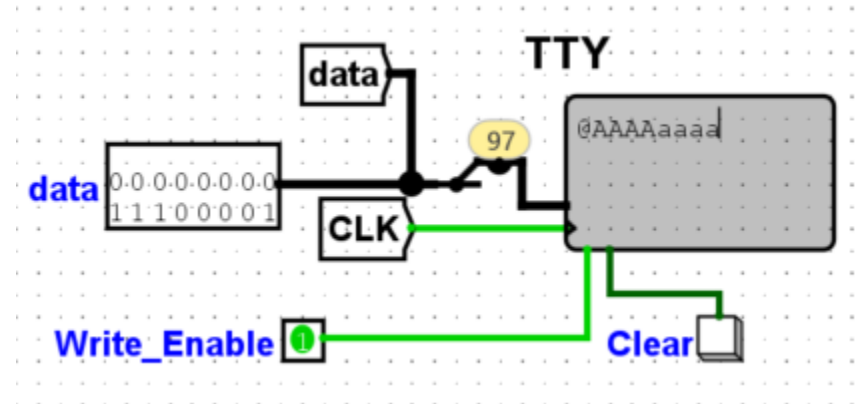 TTY
data
97
@AAAAaaaa
data
0 0 0 0 0 0 0 0
1 1 1 0 0 0 0 1
CLK
Write_Enable
1
Clear